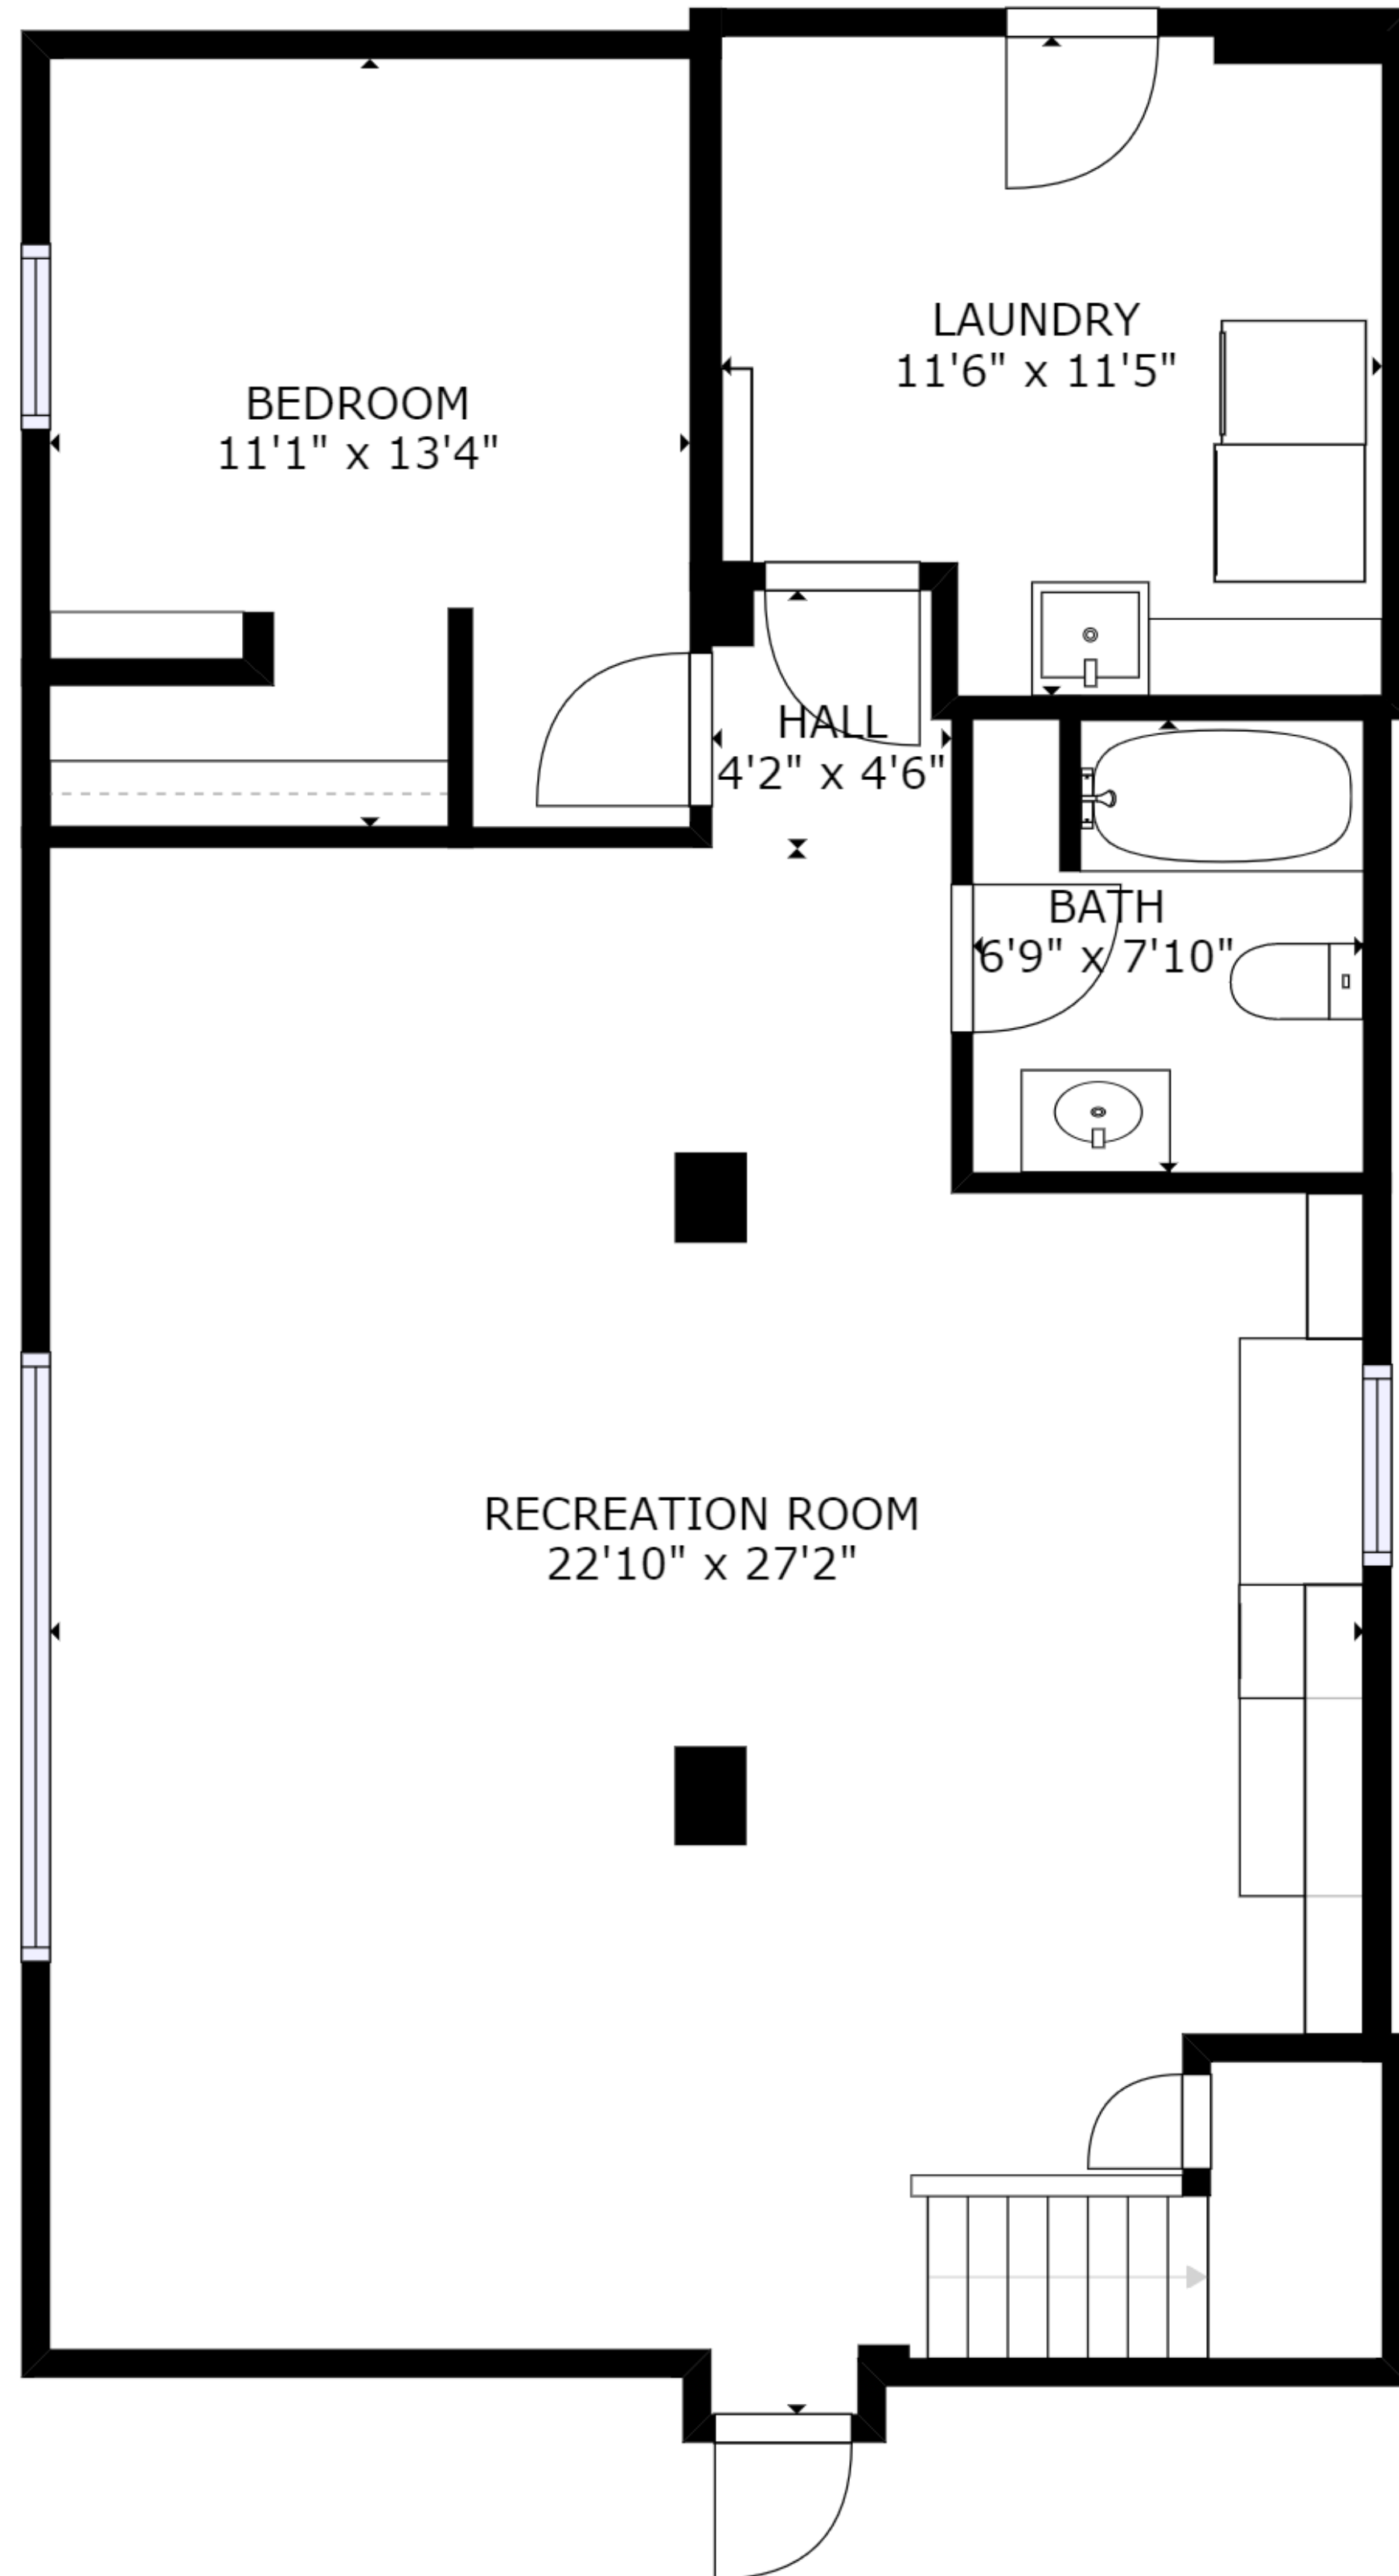 LAUNDRY
11'6" x 11'5"
BEDROOM
11'1" x 13'4"
HALL
4'2" x 4'6"
BATH
6'9" x 7'10"
RECREATION ROOM
22'10" x 27'2"